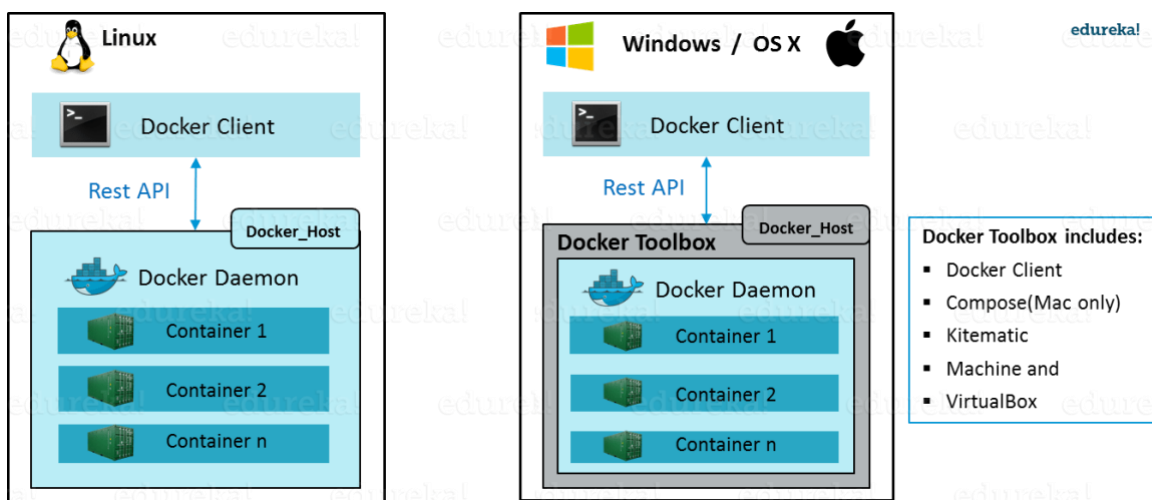 Linux
Docker Client
Rest API
Docker_Host
Docker Daemon
Container 1
Container 2
Container n
Windows / OS X
Docker Client
Rest API
Docker_Host
Docker Toolbox
Docker Daemon
Container 1
Container 2
Container n
edureka!
Docker Toolbox includes:
▪ Docker Client
▪ Compose(Mac only)
▪ Kitematic
▪ Machine and
▪ VirtualBox